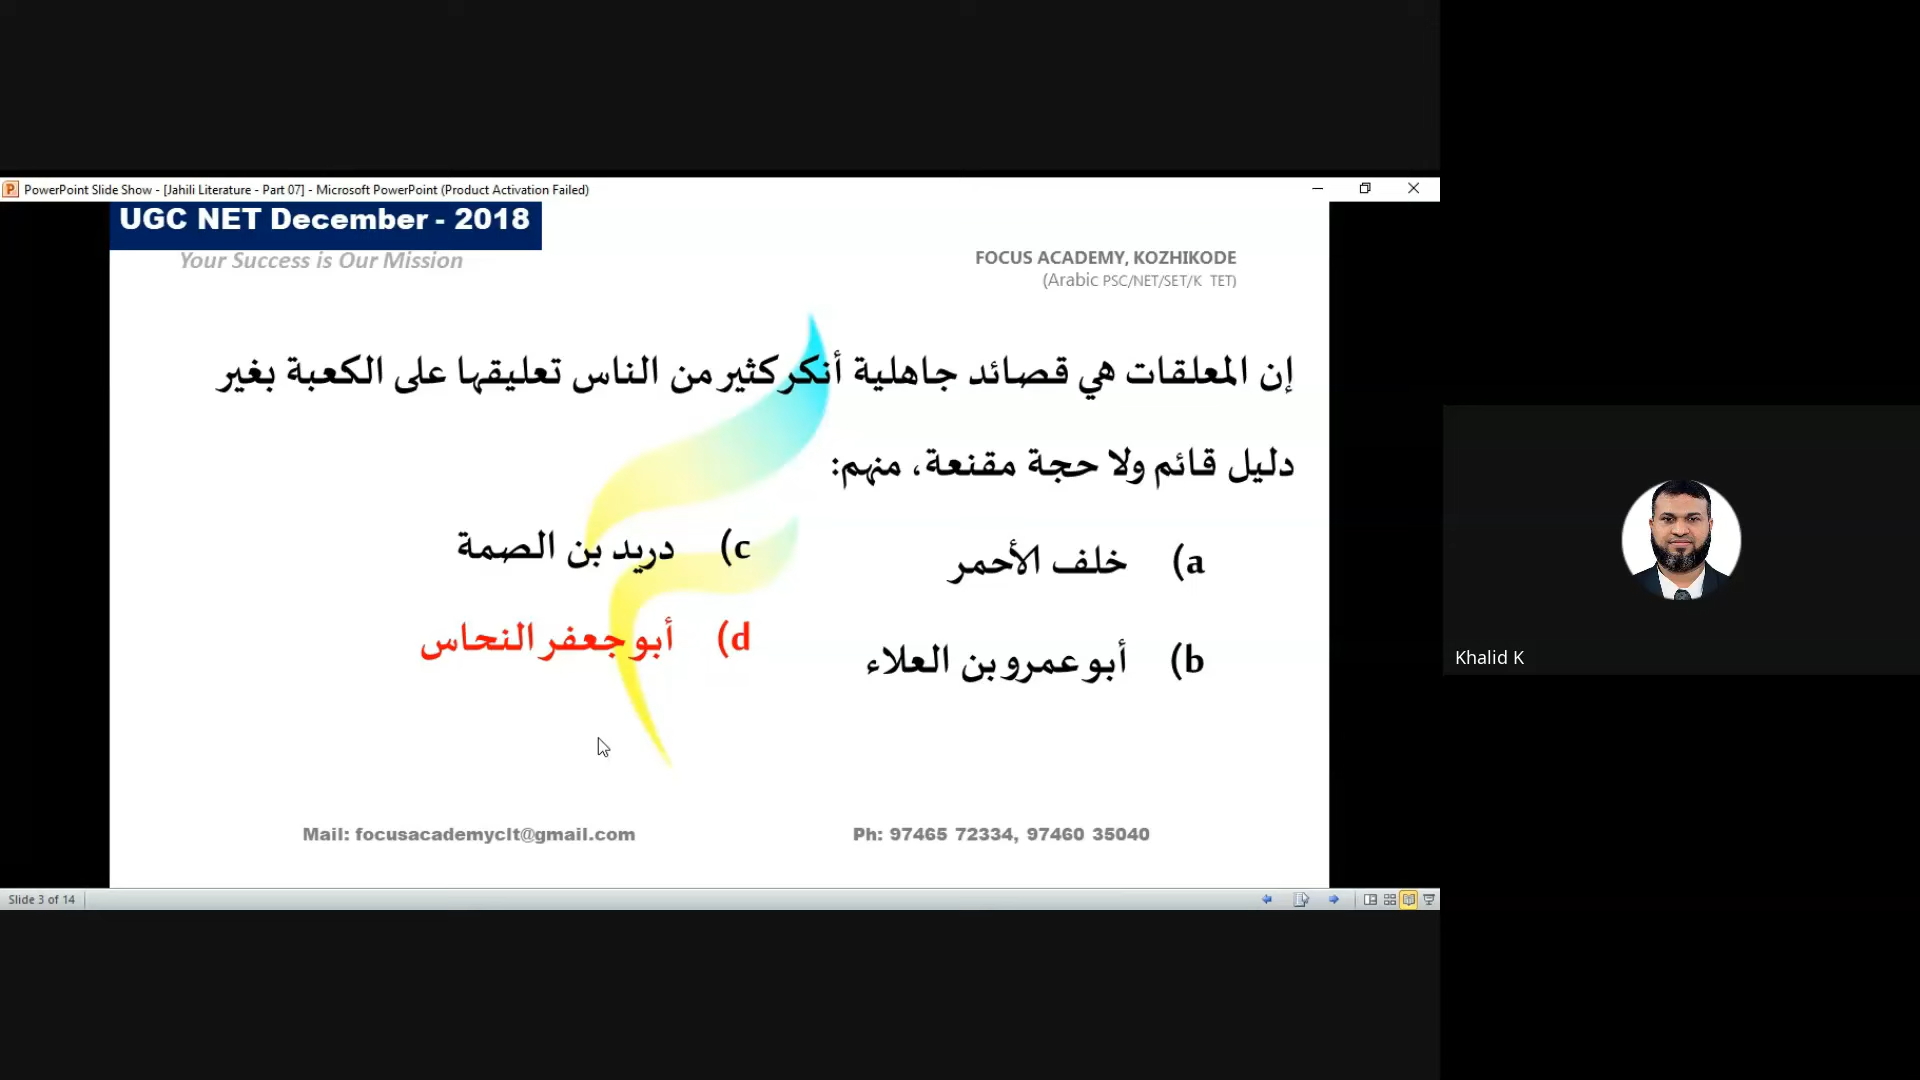 PowerPoint Slide Show - [Jahili Literature - Part 07] - Microsoft PowerPoint (Product Activation Failed)
UGC NET December - 2018
Your Success is Our Mission
FOCUS ACADEMY, KOZHIKODE
(Arabic PSC/NET/SET/K TET)
إن المعلقات هي قصائد جاهلية أنكر كثير من الناس تعليقها على الكعبة بغير
دليل قائم ولا حجة مقنعة، منهم:
a) خلف الأحمر
c) دريد بن الصمة
b) أبو عمرو بن العلاء
d) أبو جعفر النحاس
Mail: focusacademyclt@gmail.com
Ph: 97465 72334, 97460 35040
Slide 3 of 14
Khalid K